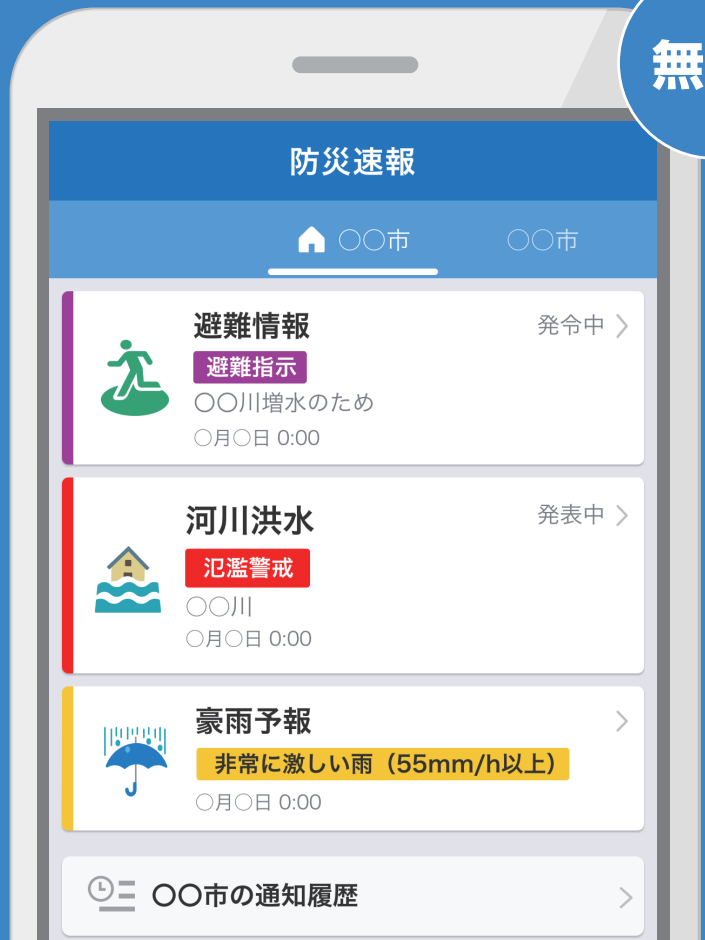 無
防災速報
〇〇市 〇〇市
避難情報 発令中
避難指示
〇〇川増水のため
〇月〇日 0:00
河川洪水 発表中
氾濫警戒
〇〇川
〇月〇日 0:00
豪雨予報
非常に激しい雨（55mm/h以上）
〇月〇日 0:00
〇〇市の通知履歴